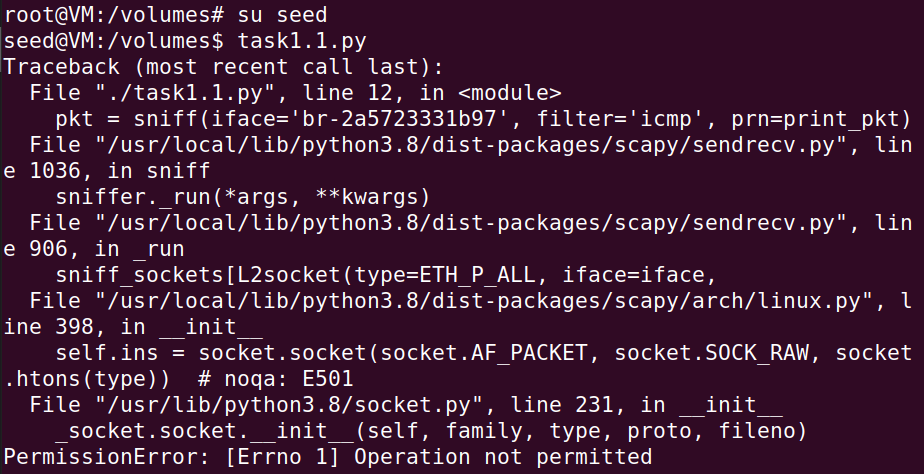 root@VM:/volumes# su seed
seed@VM:/volumes$ task1.1.py
Traceback (most recent call last):
  File "./task1.1.py", line 12, in <module>
    pkt = sniff(iface='br-2a5723331b97', filter='icmp', prn=print_pkt)
  File "/usr/local/lib/python3.8/dist-packages/scapy/sendrecv.py", lin
e 1036, in sniff
    sniffer._run(*args, **kwargs)
  File "/usr/local/lib/python3.8/dist-packages/scapy/sendrecv.py", lin
e 906, in _run
    sniff_sockets[L2socket(type=ETH_P_ALL, iface=iface,
  File "/usr/local/lib/python3.8/dist-packages/scapy/arch/linux.py", l
ine 398, in __init__
    self.ins = socket.socket(socket.AF_PACKET, socket.SOCK_RAW, socket
.htons(type))  # noqa: E501
  File "/usr/lib/python3.8/socket.py", line 231, in __init__
    _socket.socket.__init__(self, family, type, proto, fileno)
PermissionError: [Errno 1] Operation not permitted